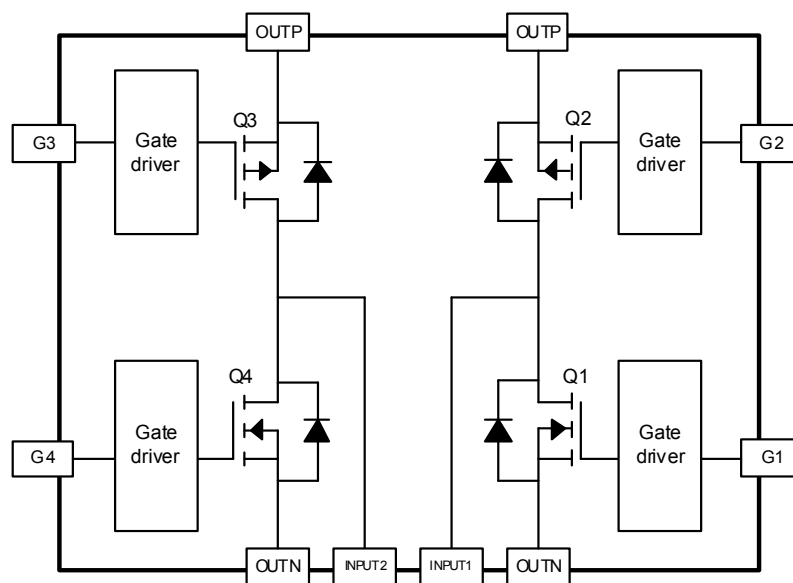 OUTP
OUTP
Q3
Q2
G3
Gate
driver
Gate
driver
G2
Q4
Q1
G4
Gate
driver
Gate
driver
G1
OUTN
INPUT2
INPUT1
OUTN